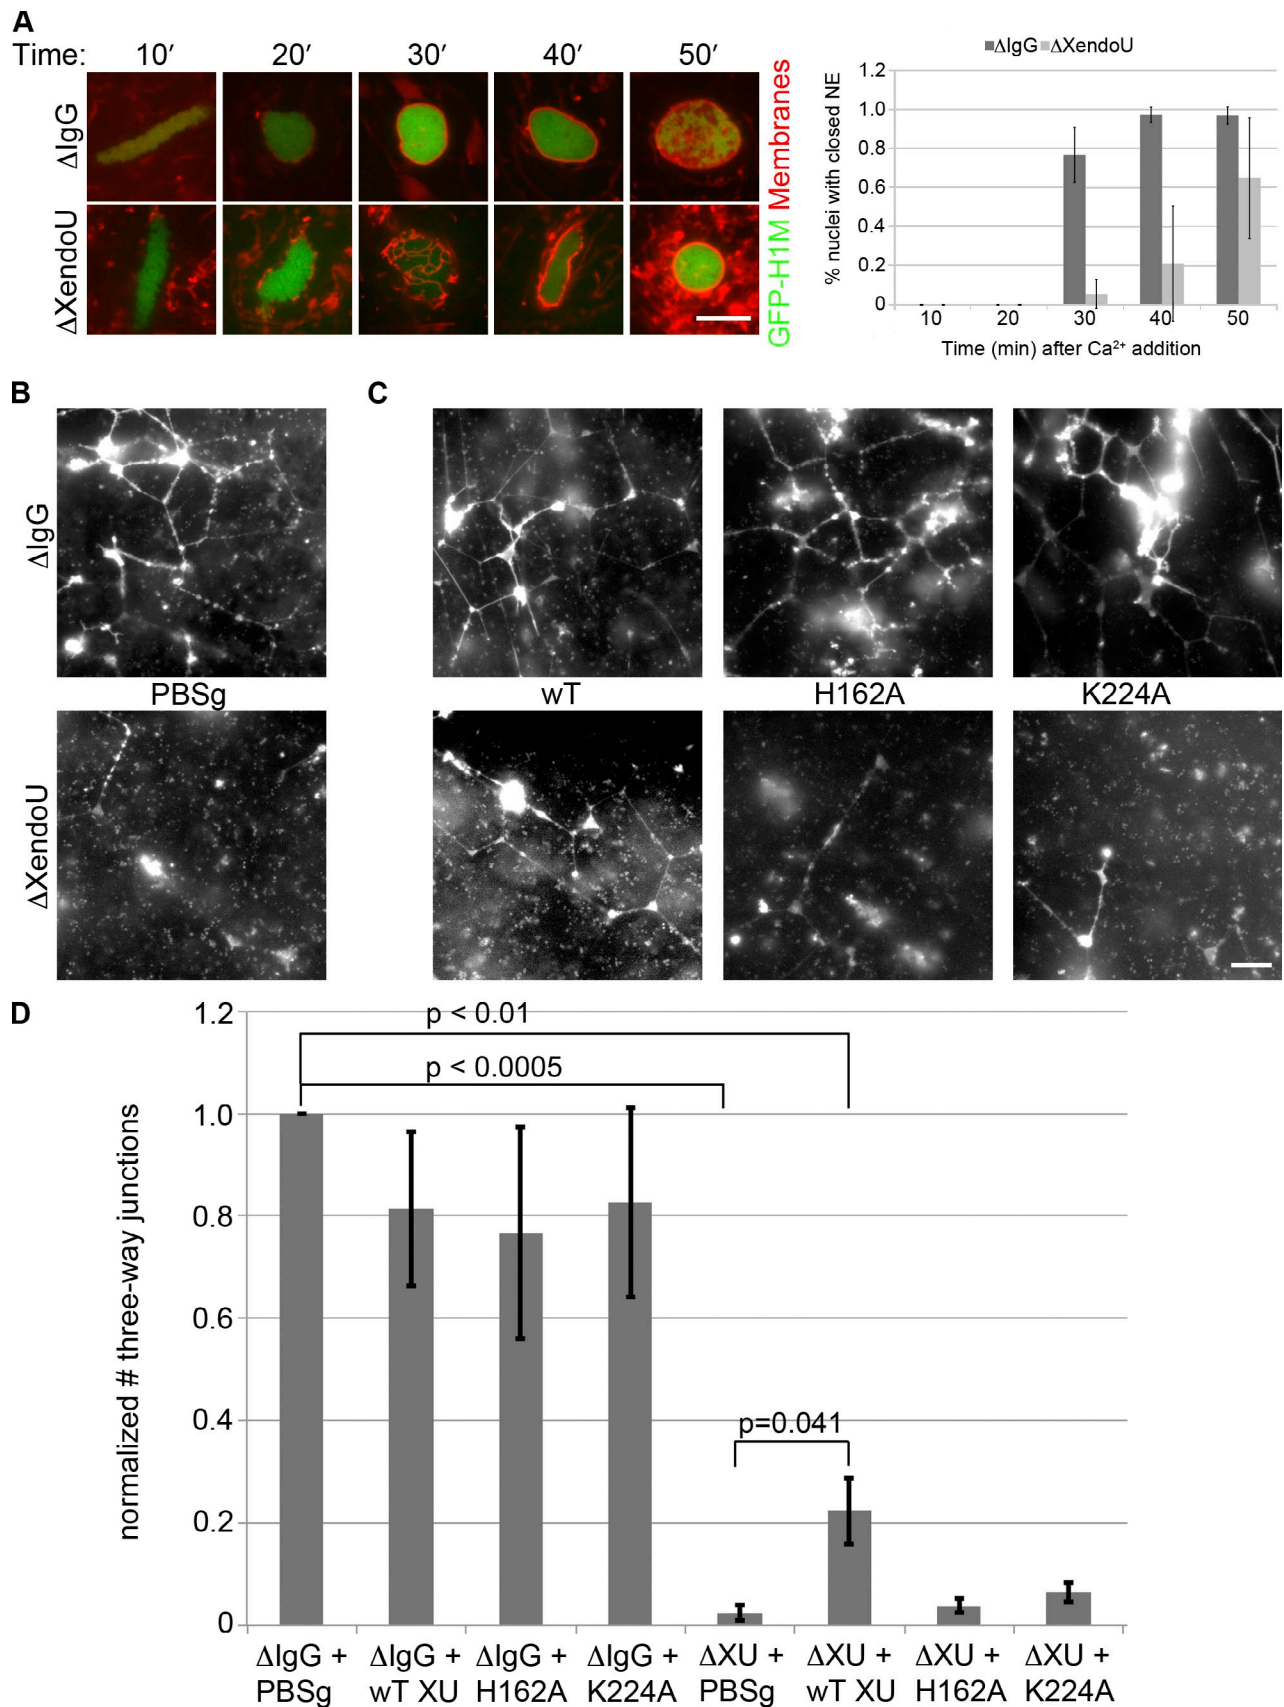 A
Time: 10′ 20′ 30′ 40′ 50′
ΔIgG
ΔXendoU
GFP-H1M Membranes
ΔIgG ΔXendoU
% nuclei with closed NE
1.2
1.0
0.8
0.6
0.4
0.2
0
10 20 30 40 50
Time (min) after Ca²⁺ addition
B
C
ΔIgG
PBSg wT H162A K224A
ΔXendoU
D
normalized # three-way junctions
1.2
1.0
0.8
0.6
0.4
0.2
0
p < 0.01
p < 0.0005
p=0.041
ΔIgG + ΔIgG + ΔIgG + ΔIgG + ΔXU + ΔXU + ΔXU + ΔXU +
PBSg wT XU H162A K224A PBSg wT XU H162A K224A